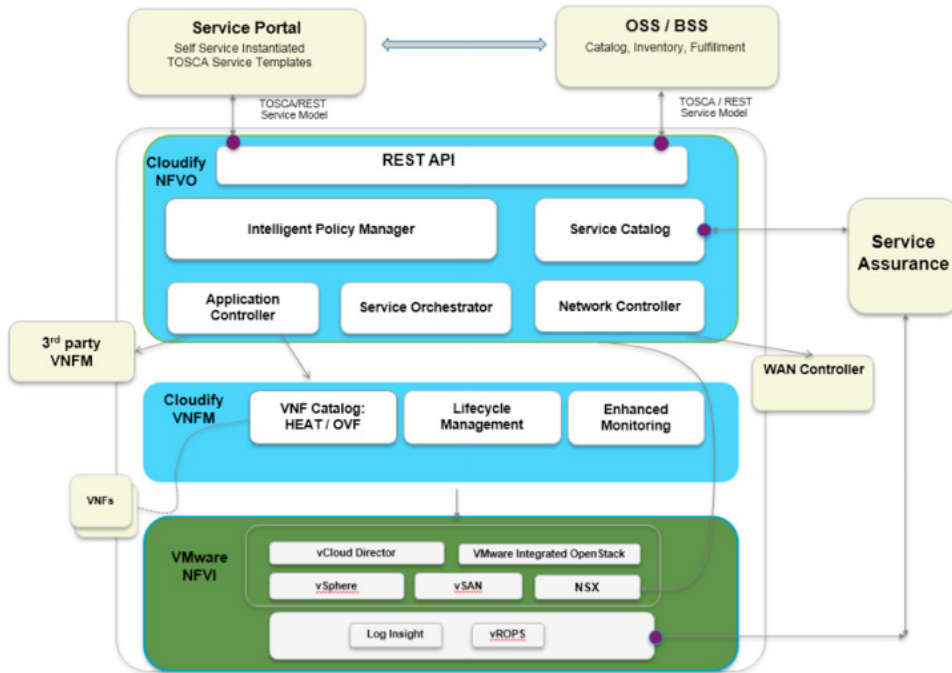 Service Portal
Self Service Instantiated
TOSCA Service Templates
OSS / BSS
Catalog, Inventory, Fulfillment
TOSCA/REST
Service Model
TOSCA / REST
Service Model
Cloudify
NFVO
REST API
Intelligent Policy Manager
Service Catalog
Service
Assurance
Application
Controller
Service Orchestrator
Network Controller
3rd party
VNFM
WAN Controller
Cloudify
VNFM
VNF Catalog:
HEAT / OVF
Lifecycle
Management
Enhanced
Monitoring
VNFs
VMware
NFVI
vCloud Director
VMware Integrated OpenStack
vSphere
vSAN
NSX
Log Insight
vROPS